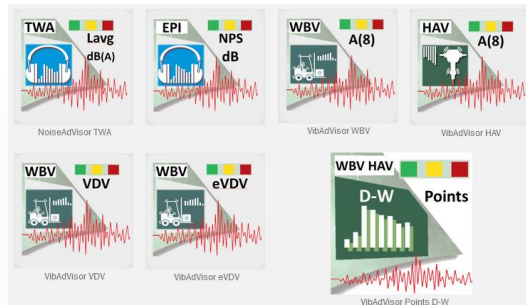 TWA Lavg dB(A)
EPI NPS dB
WBV A(8)
HAV A(8)
NoiseAdVisor TWA
VibAdVisor WBV
VibAdVisor HAV
WBV VDV
WBV eVDV
WBV HAV
D-W Points
VibAdVisor VDV
VibAdVisor eVDV
VibAdVisor Points D-W